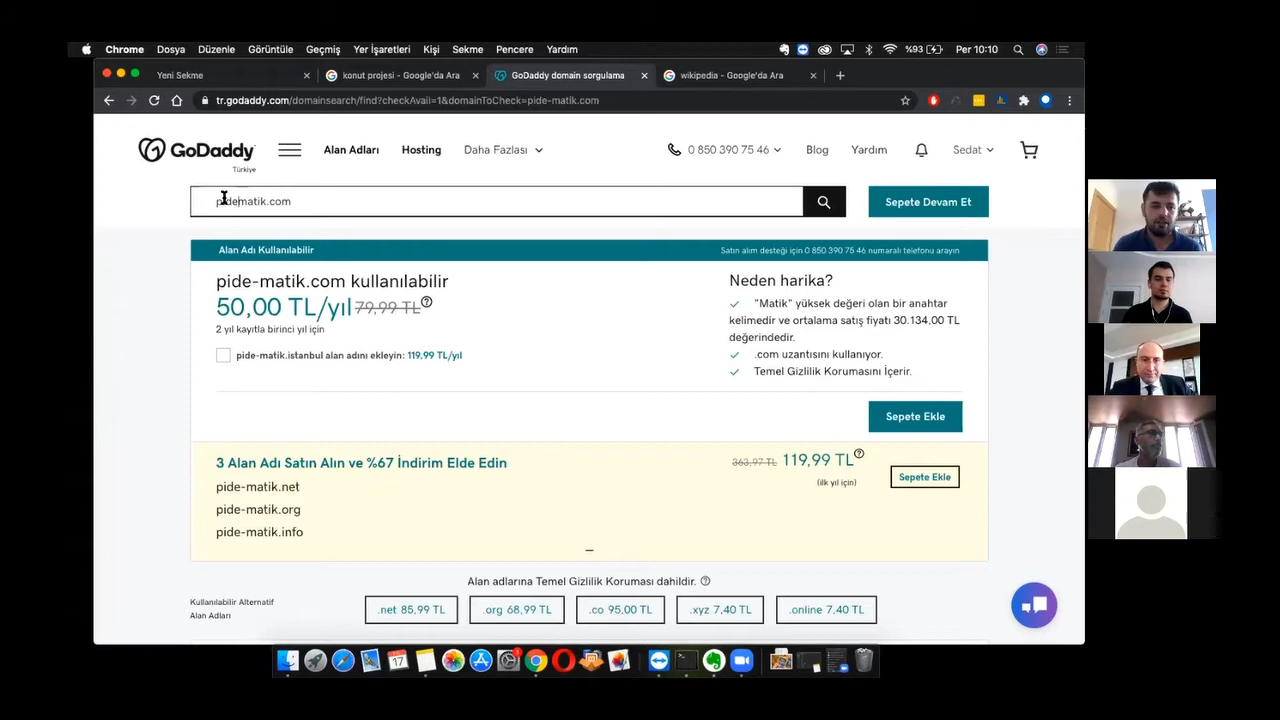 Chrome Dosya Düzenle Görüntüle Geçmiş Yer İşaretleri Kişi Sekme Pencere Yardım %93 Per 10:10
Yeni Sekme
konut projesi - Google'da Ara
GoDaddy domain sorgulama
wikipedia - Google'da Ara
tr.godaddy.com/domainsearch/find?checkAvail=1&domainToCheck=pide-matik.com
GoDaddy
Türkiye
Alan Adları
Hosting
Daha Fazlası
0 850 390 75 46
Blog
Yardım
Sedat
pidematik.com
Sepete Devam Et
Alan Adı Kullanılabilir
Satın alım desteği için 0 850 390 75 46 numaralı telefonu arayın
pide-matik.com kullanılabilir
50,00 TL/yıl 79,99 TL
2 yıl kayıtla birinci yıl için
pide-matik.istanbul alan adını ekleyin: 119,99 TL/yıl
Neden harika?
"Matik" yüksek değeri olan bir anahtar
kelimedir ve ortalama satış fiyatı 30.134,00 TL
değerindedir.
.com uzantısını kullanıyor.
Temel Gizlilik Korumasını İçerir.
Sepete Ekle
3 Alan Adı Satın Alın ve %67 İndirim Elde Edin
pide-matik.net
pide-matik.org
pide-matik.info
363,97 TL 119,99 TL
(ilk yıl için)
Sepete Ekle
Alan adlarına Temel Gizlilik Koruması dahildir.
Kullanılabilir Alternatif
Alan Adları
.net 85,99 TL
.org 68,99 TL
.co 95,00 TL
.xyz 7,40 TL
.online 7,40 TL
17